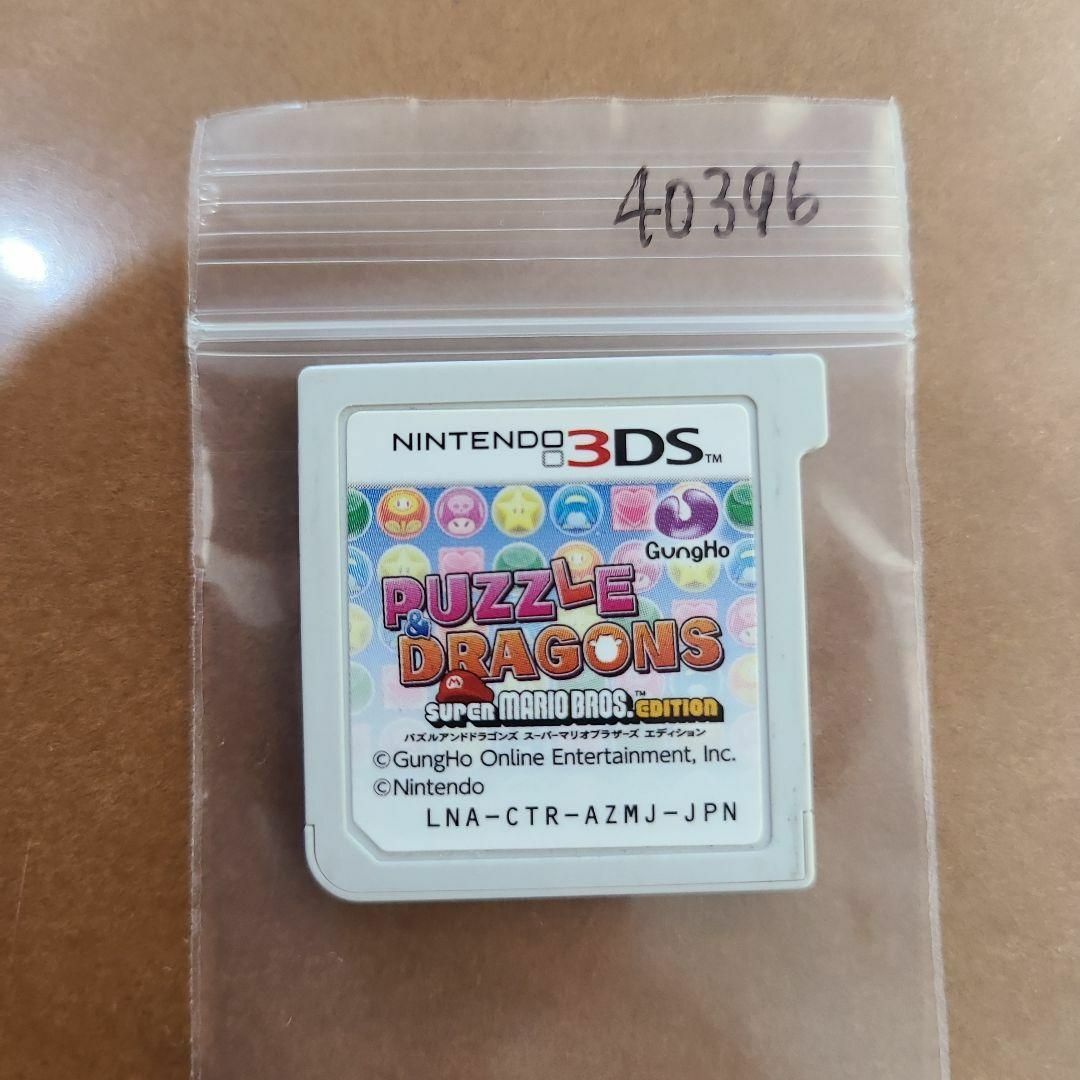 40396
NINTENDO 3DS™
GungHo
PUZZLE
& DRAGONS
SUPER MARIO BROS.™ EDITION
パズルアンドドラゴンズ スーパーマリオブラザーズ エディション
©GungHo Online Entertainment, Inc.
©Nintendo
LNA-CTR-AZMJ-JPN